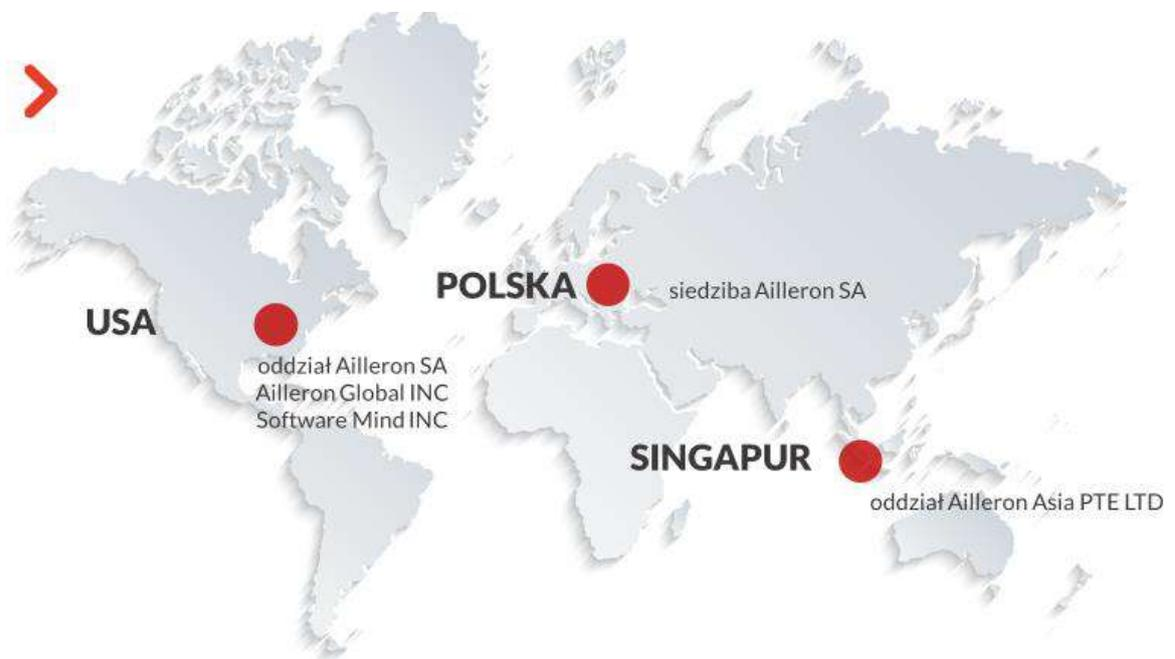 POLSKA
siedziba Ailleron SA
USA
oddział Ailleron SA
Ailleron Global INC
Software Mind INC
SINGAPUR
oddział Ailleron Asia PTE LTD